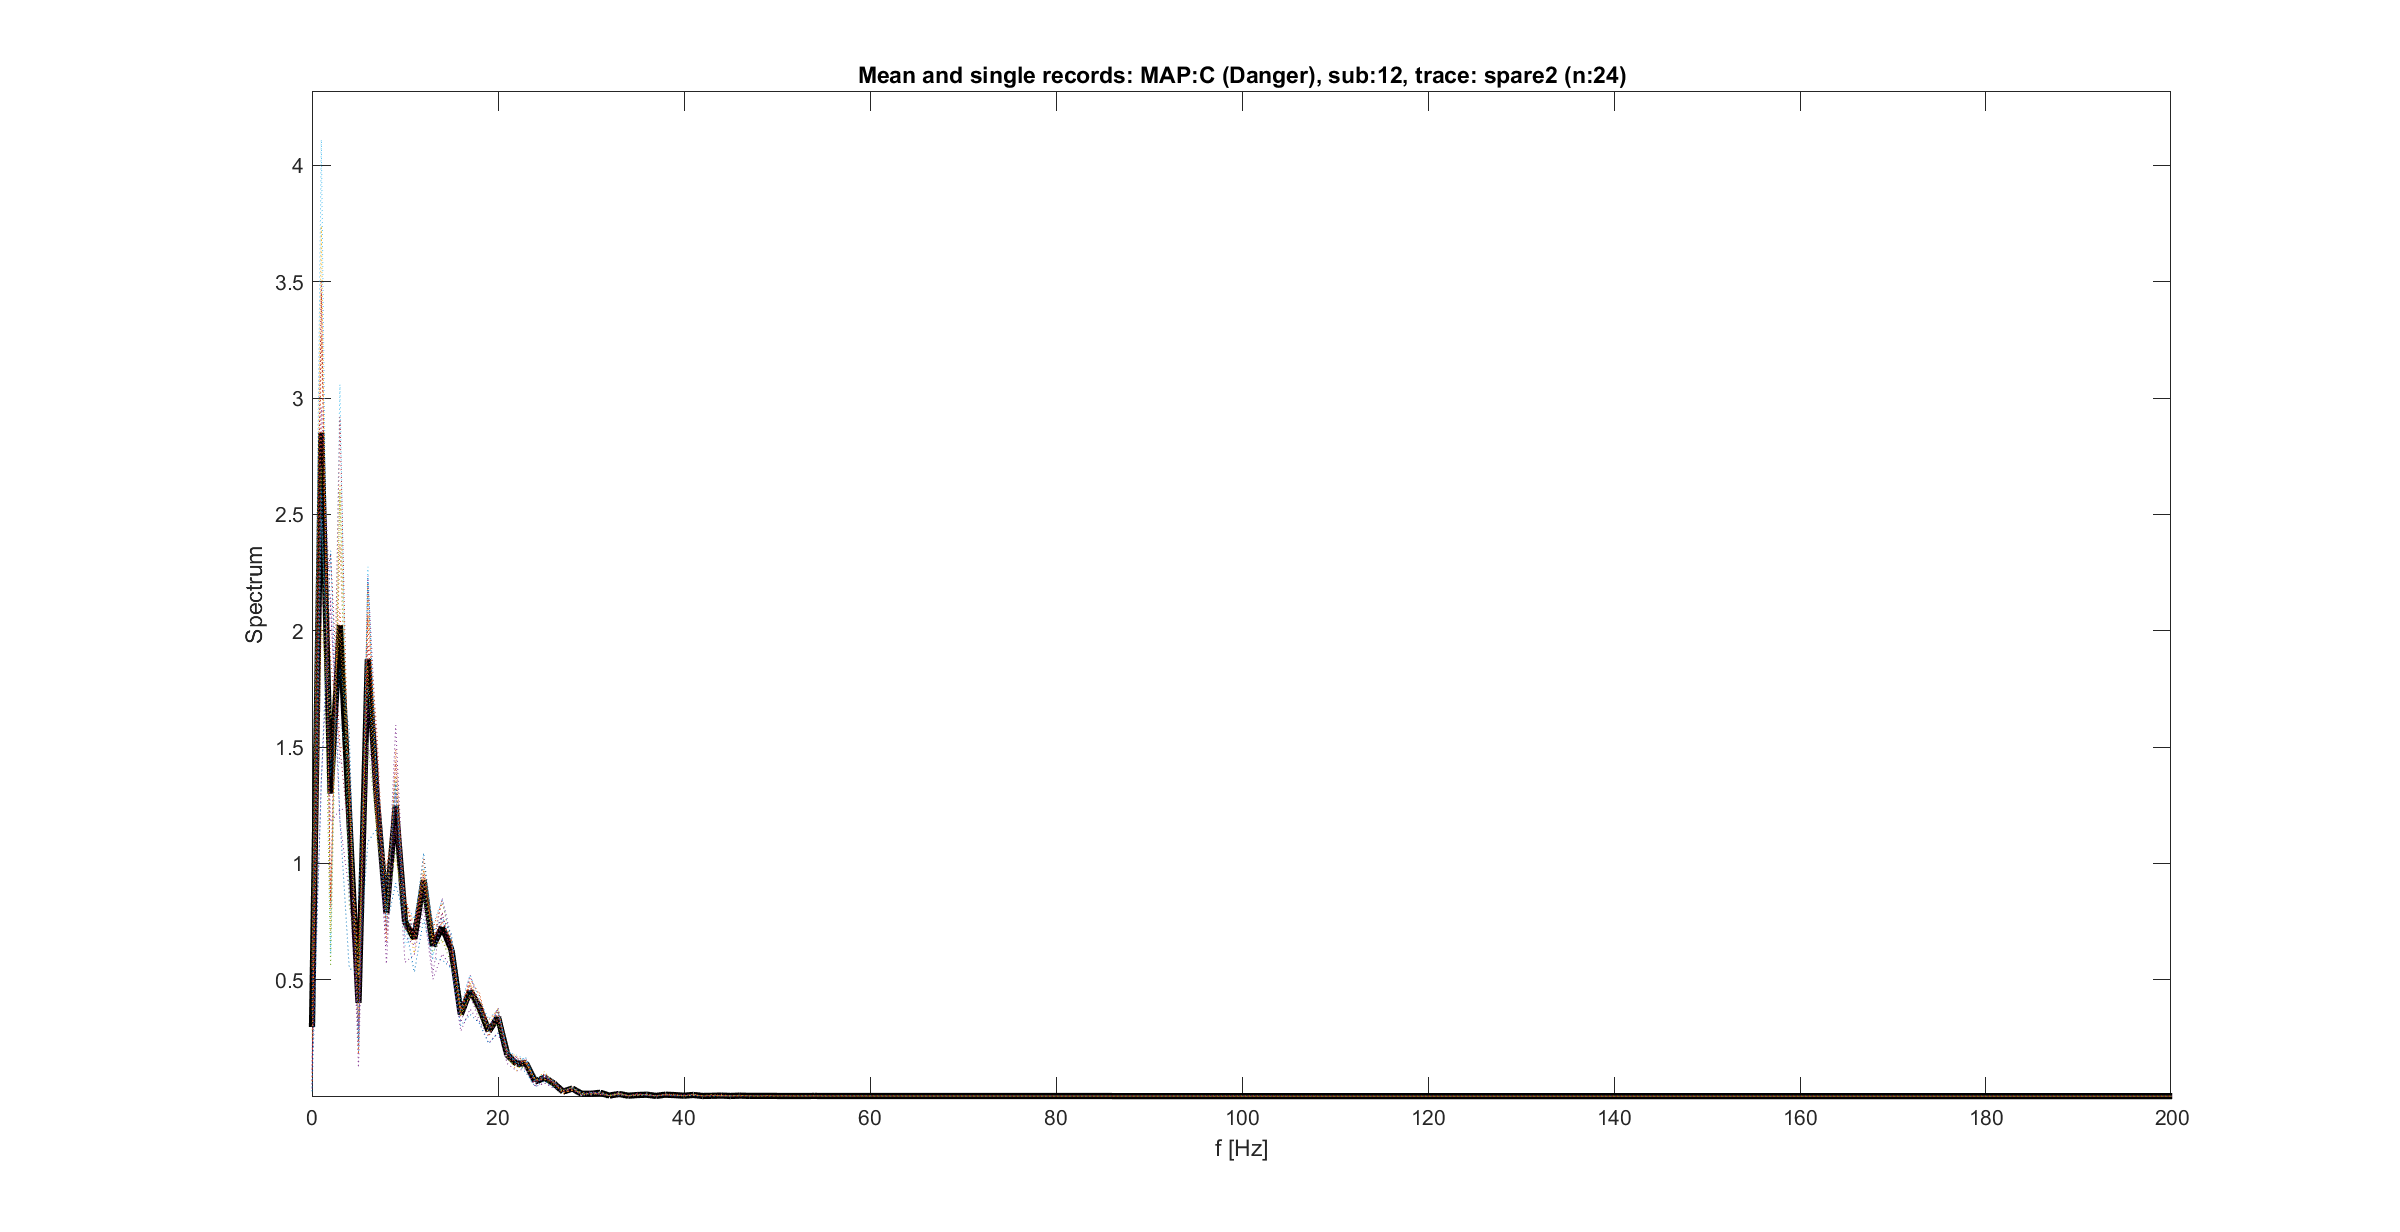 Mean and single records: MAP:C (Danger), sub:12, trace: spare2 (n:24)
4
3.5
3
2.5
2
1.5
1
0.5
Spectrum
0 20 40 60 80 100 120 140 160 180 200
f [Hz]